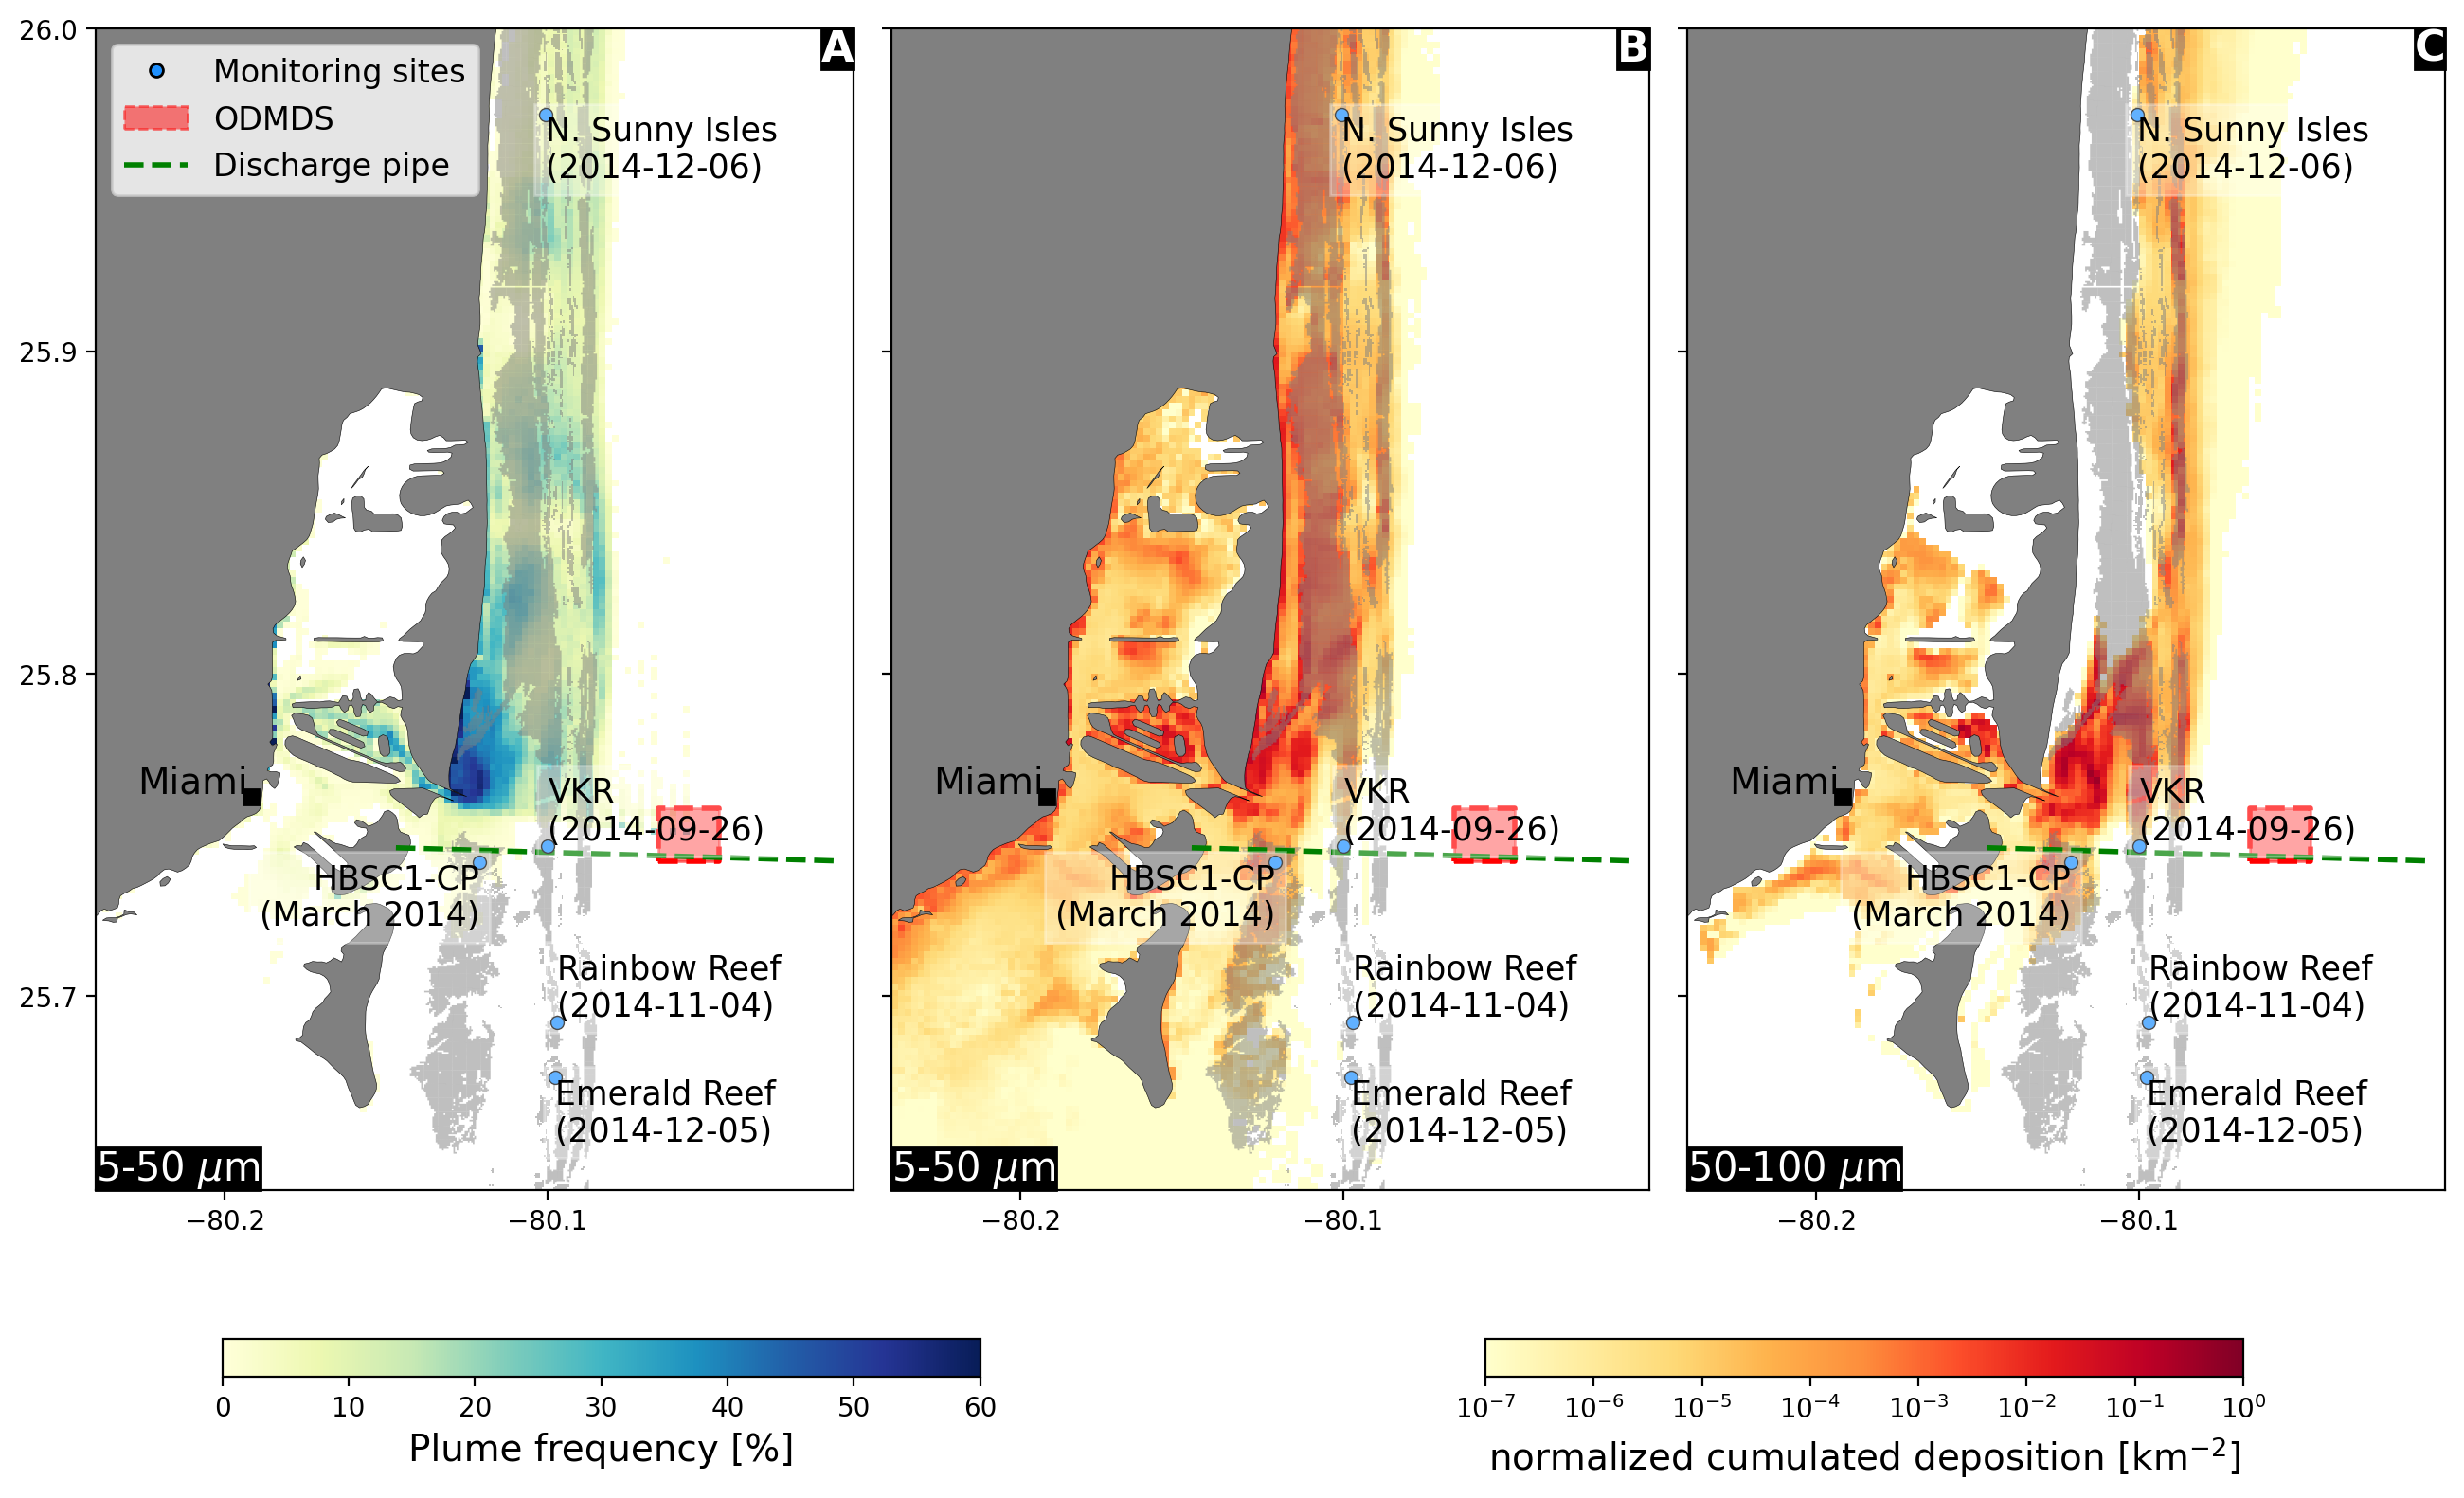 A
B
C
26.0
25.9
25.8
25.7
Monitoring sites
ODMDS
Discharge pipe
N. Sunny Isles
(2014-12-06)
Miami
VKR
(2014-09-26)
HBSC1-CP
(March 2014)
Rainbow Reef
(2014-11-04)
Emerald Reef
(2014-12-05)
5-50 μm
−80.2
−80.1
N. Sunny Isles
(2014-12-06)
Miami
VKR
(2014-09-26)
HBSC1-CP
(March 2014)
Rainbow Reef
(2014-11-04)
Emerald Reef
(2014-12-05)
5-50 μm
−80.2
−80.1
N. Sunny Isles
(2014-12-06)
Miami
VKR
(2014-09-26)
HBSC1-CP
(March 2014)
Rainbow Reef
(2014-11-04)
Emerald Reef
(2014-12-05)
50-100 μm
−80.2
−80.1
0 10 20 30 40 50 60
Plume frequency [%]
10⁻⁷ 10⁻⁶ 10⁻⁵ 10⁻⁴ 10⁻³ 10⁻² 10⁻¹ 10⁰
normalized cumulated deposition [km⁻²]